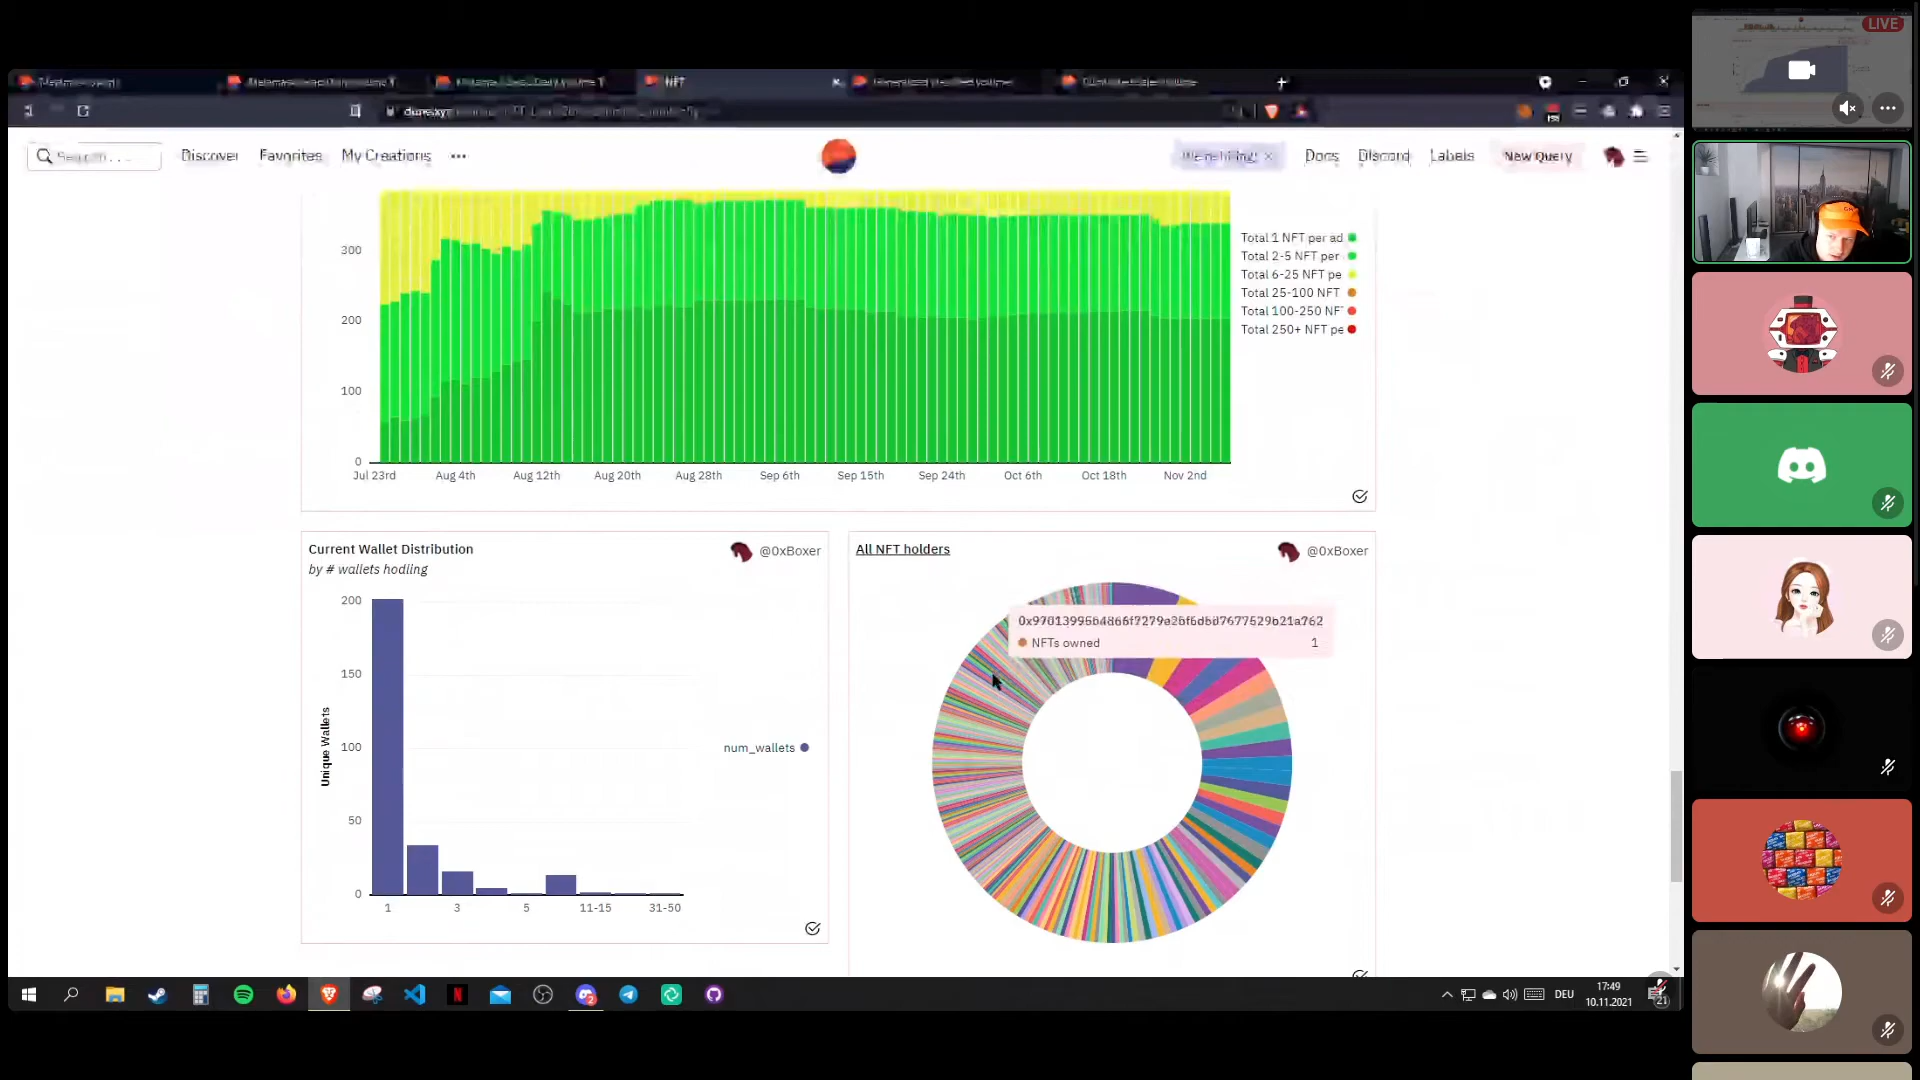 LIVE
NFT
Discover
Favorites
My Creations
Docs
Discord
Labels
New Query
300
200
100
0
Jul 23rd
Aug 4th
Aug 12th
Aug 20th
Aug 28th
Sep 6th
Sep 15th
Sep 24th
Oct 6th
Oct 18th
Nov 2nd
Total 1 NFT per ad
Total 2-5 NFT per
Total 6-25 NFT pe
Total 25-100 NFT
Total 100-250 NF
Total 250+ NFT pe
Current Wallet Distribution
by # wallets hodling
@0xBoxer
Unique Wallets
200
150
100
50
0
1
3
5
11-15
31-50
num_wallets
All NFT holders
@0xBoxer
NFTs owned 1
DEU
17:49
10.11.2021
21